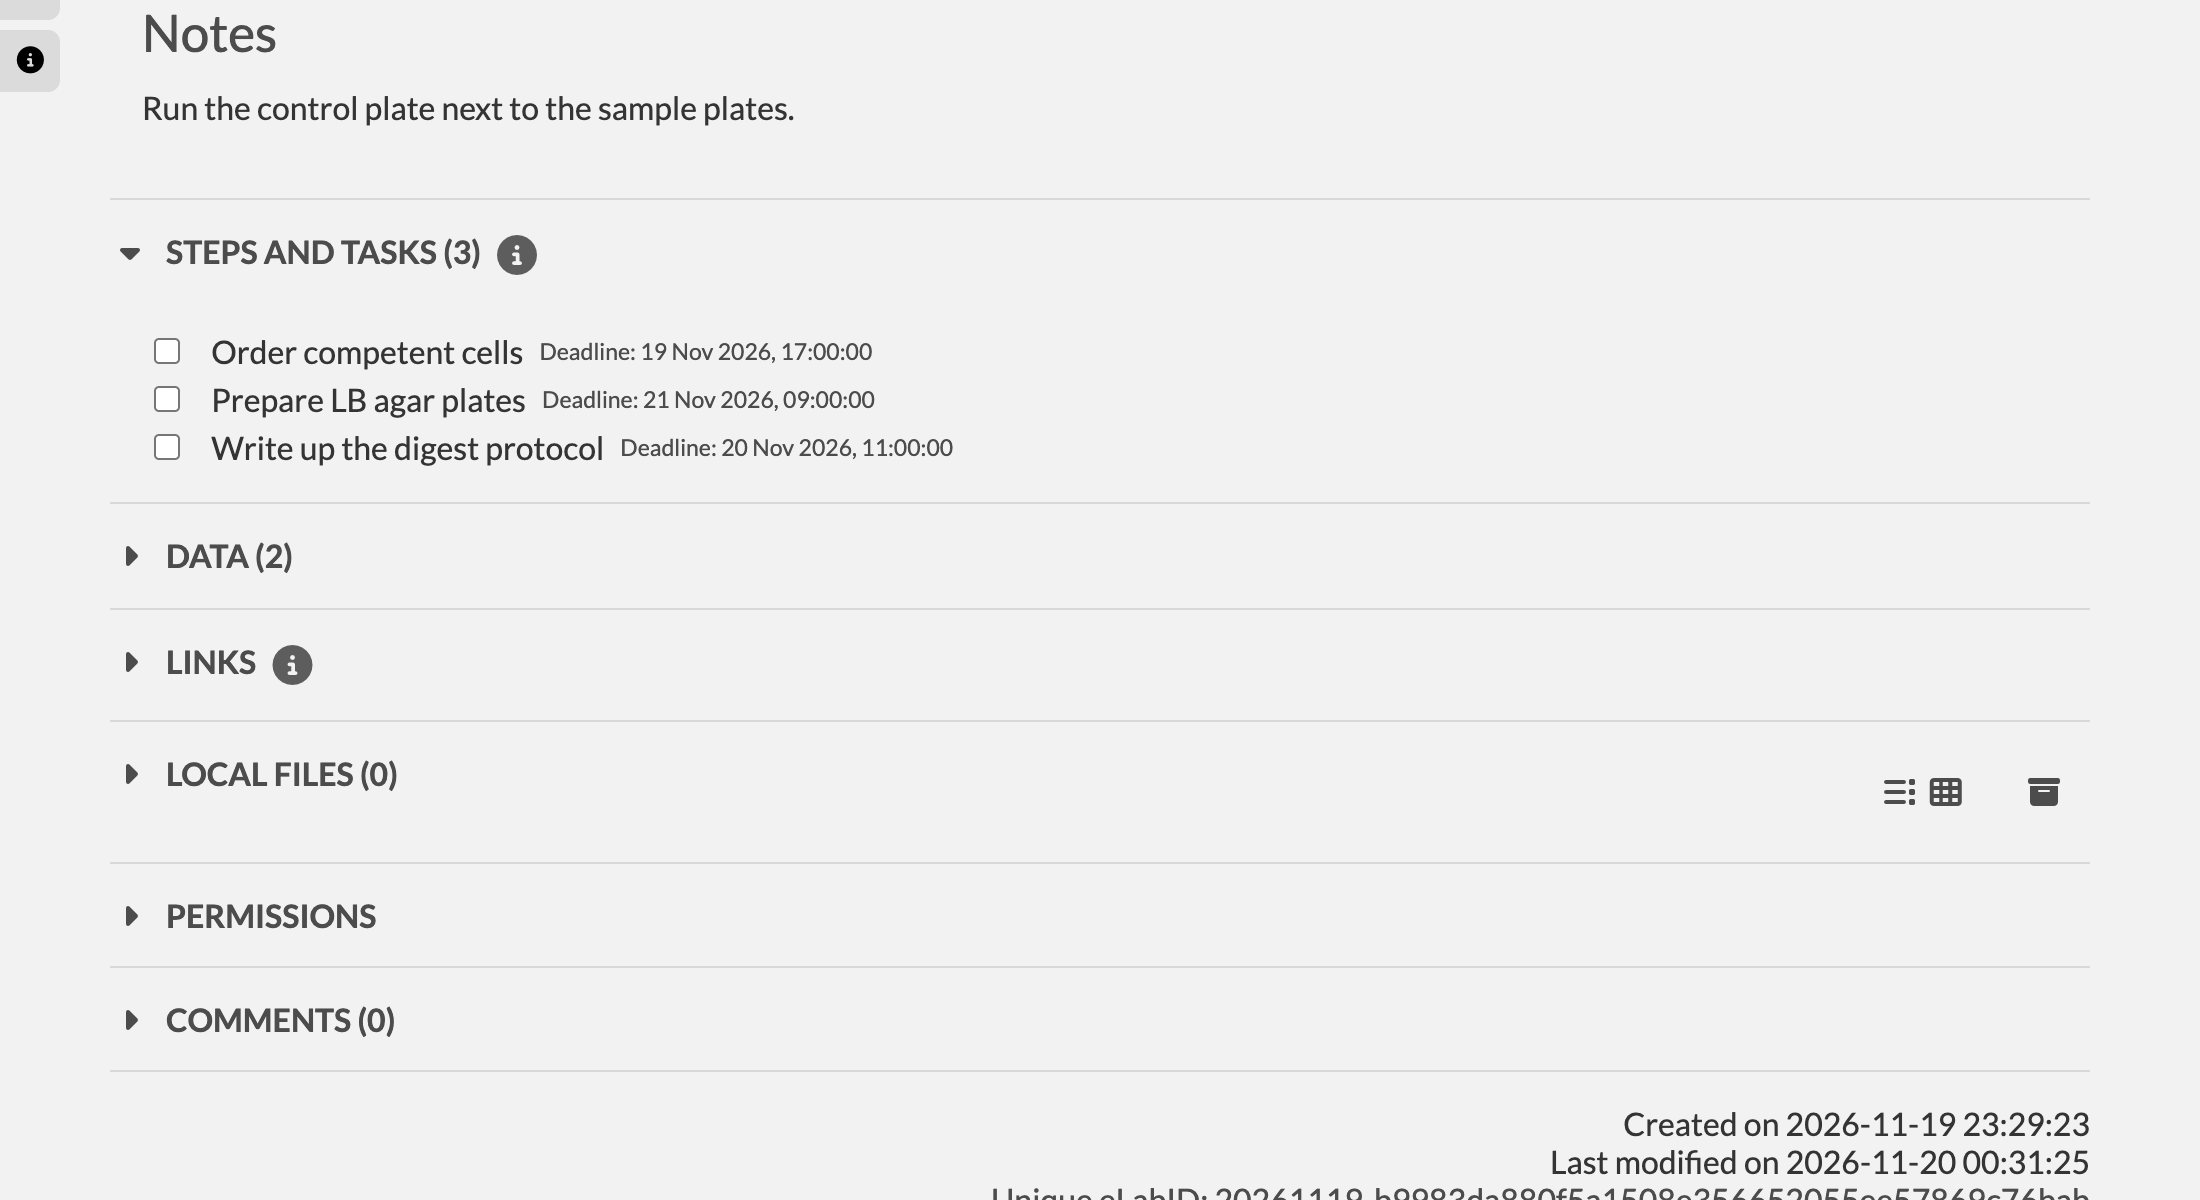 Notes
Run the control plate next to the sample plates.
STEPS AND TASKS (3)
Order competent cells Deadline: 19 Nov 2026, 17:00:00
Prepare LB agar plates Deadline: 21 Nov 2026, 09:00:00
Write up the digest protocol Deadline: 20 Nov 2026, 11:00:00
DATA (2)
LINKS
LOCAL FILES (0)
PERMISSIONS
COMMENTS (0)
Created on 2026-11-19 23:29:23
Last modified on 2026-11-20 00:31:25
Unique eLabID: